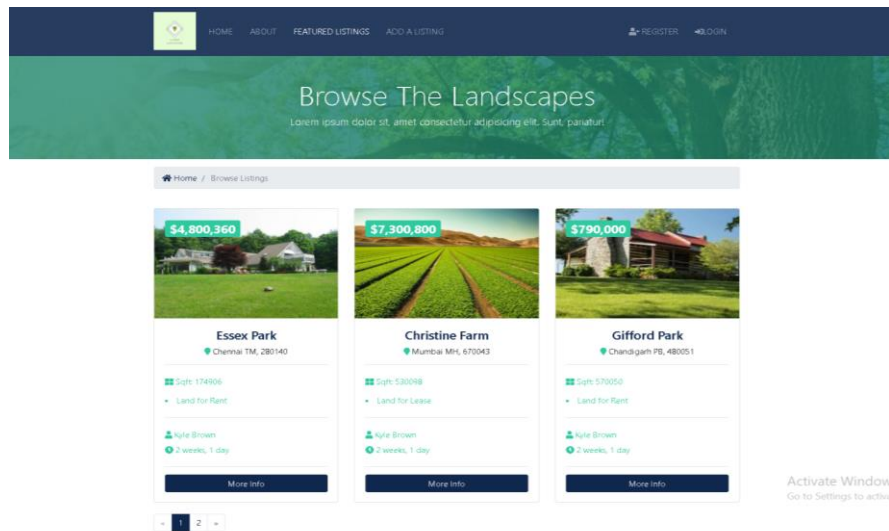 HOME ABOUT FEATURED LISTINGS ADD A LISTING REGISTER LOGIN
Browse The Landscapes
Lorem ipsum dolor sit, amet consectetur adipisicing elit. Sunt, pariatur!
Home / Browse Listings
$4,800,360
Essex Park
Chennai TM, 280140
Sqft: 174906
Land for Rent
Kyle Brown
2 weeks, 1 day
More Info
$7,300,800
Christine Farm
Mumbai MH, 670043
Sqft: 530098
Land for Lease
Kyle Brown
2 weeks, 1 day
More Info
$790,000
Gifford Park
Chandigarh PB, 480051
Sqft: 570050
Land for Rent
Kyle Brown
2 weeks, 1 day
More Info
« 1 2 »
Activate Window
Go to Settings to activa